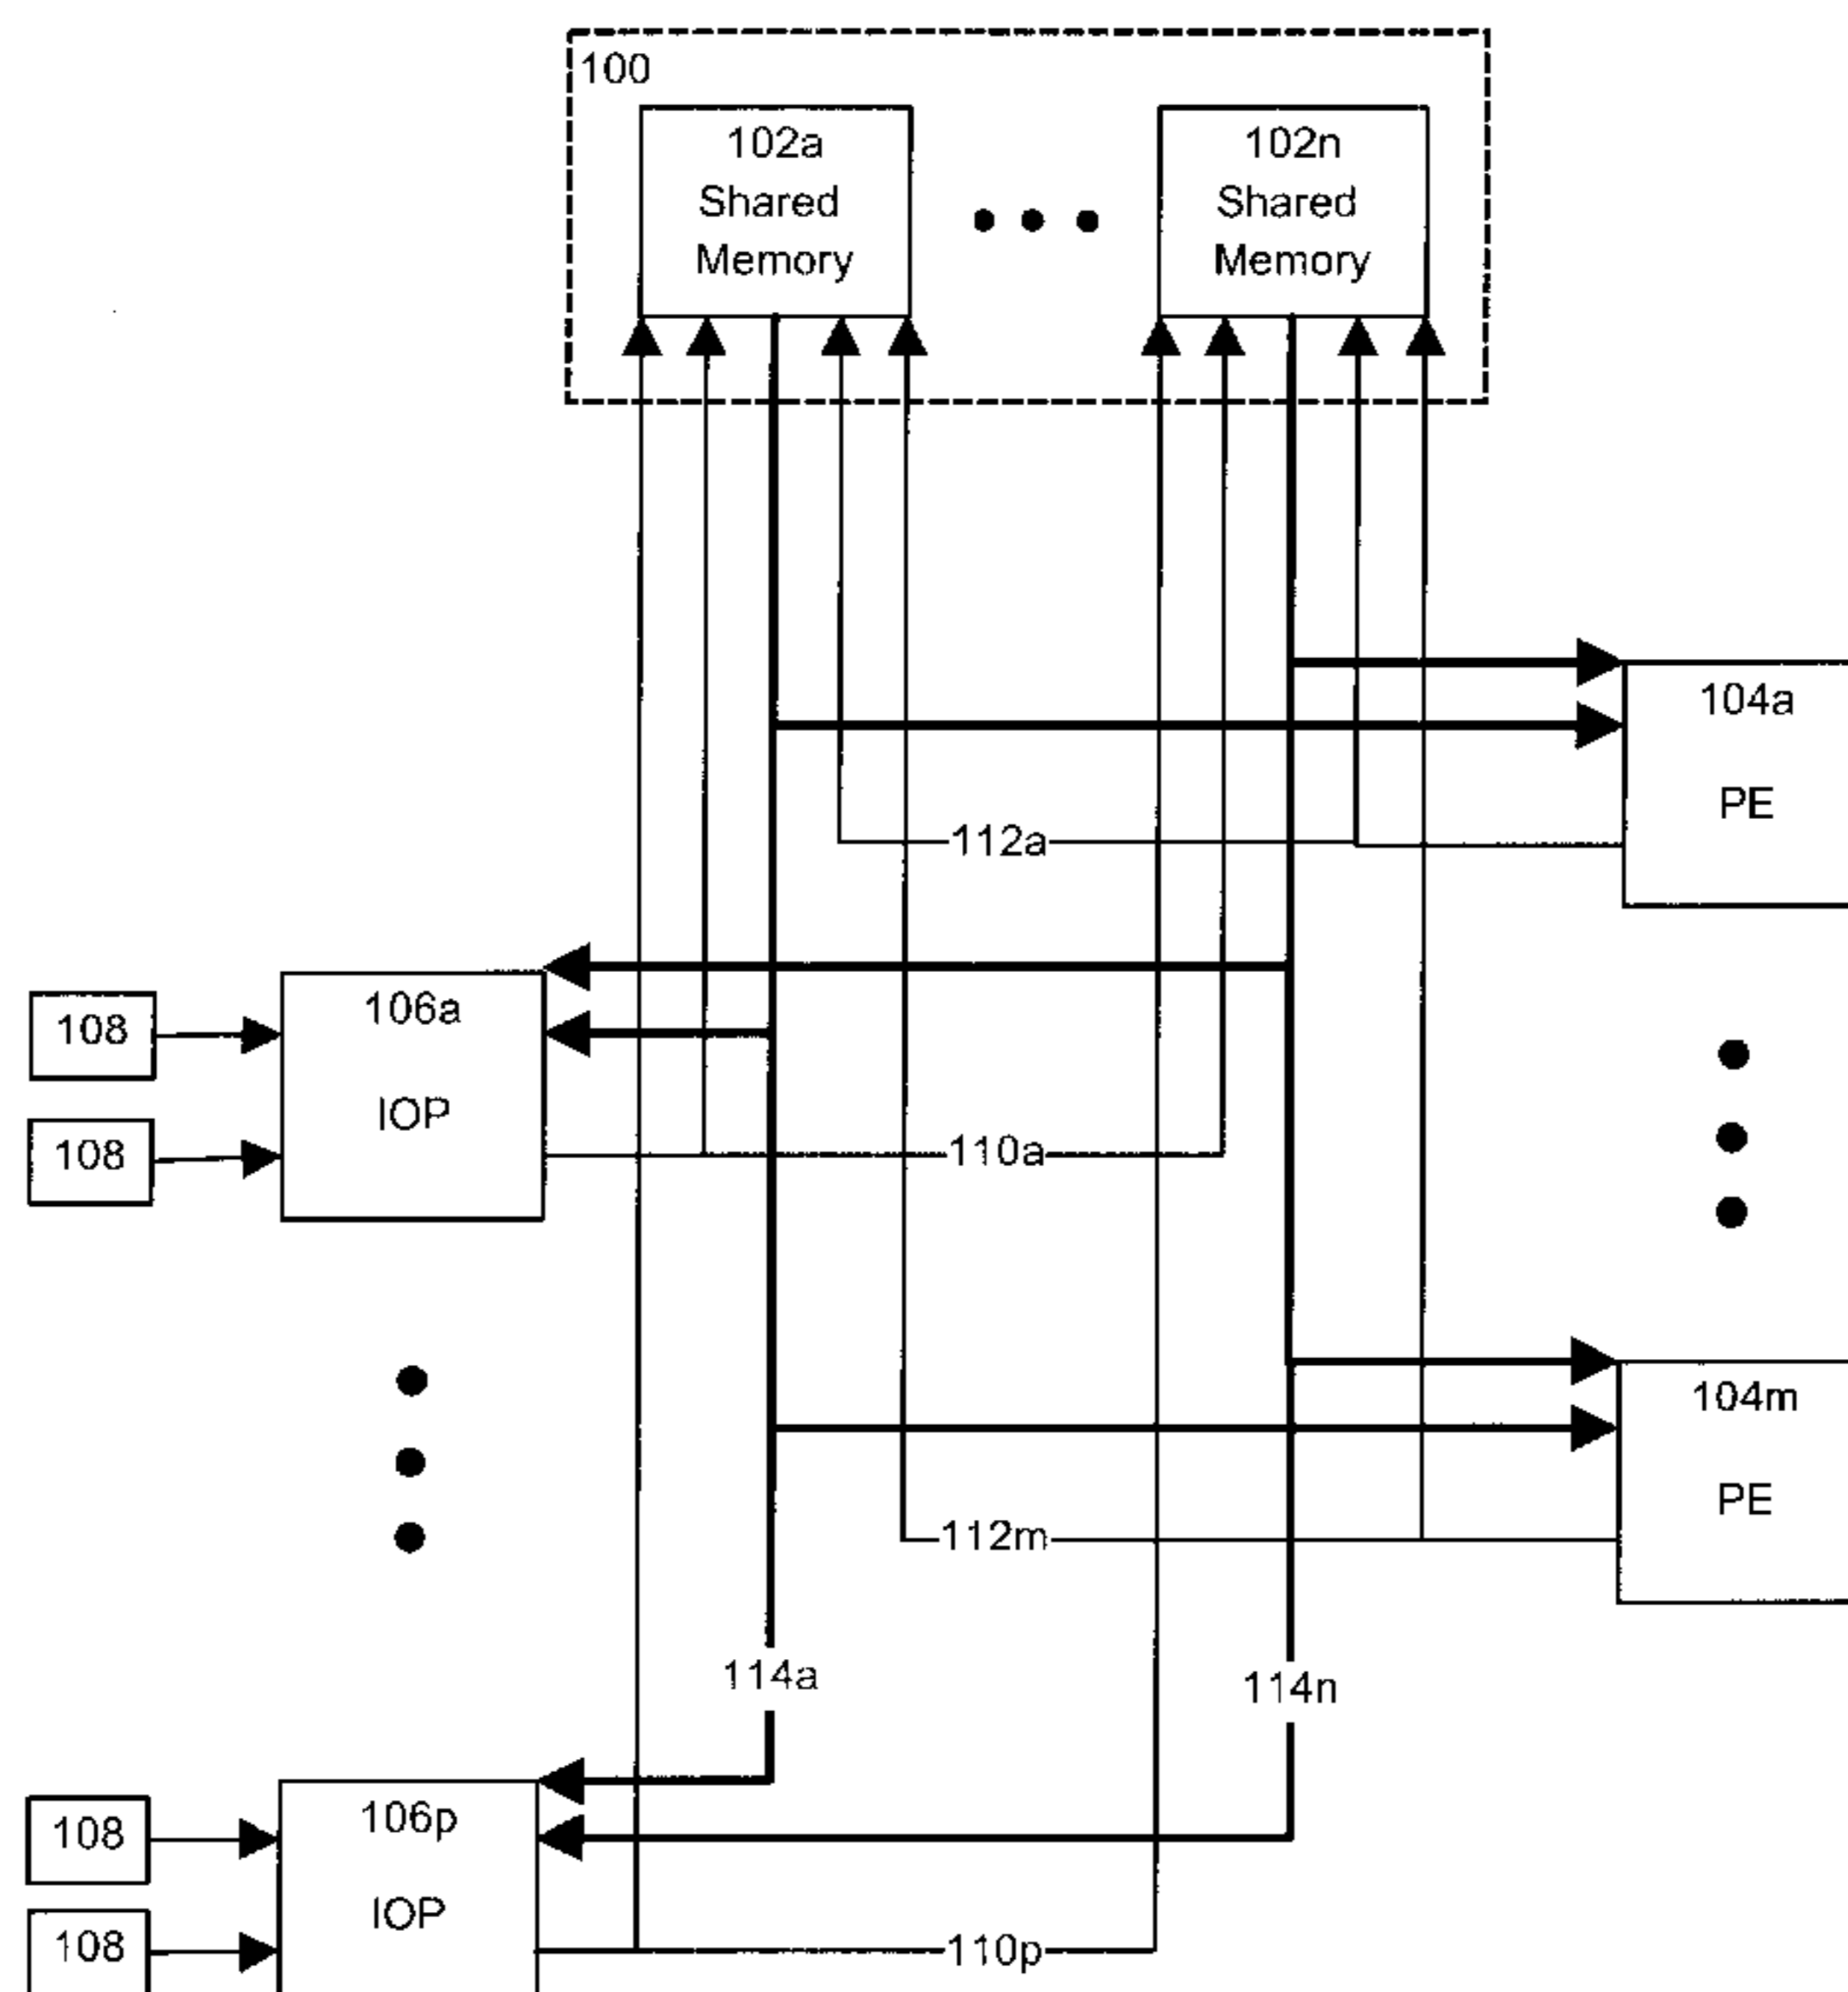 100
102a
Shared
Memory
102n
Shared
Memory
104a
PE
112a
106a
IOP
108
108
110a
104m
PE
112m
114a
114n
106p
IOP
108
108
110p